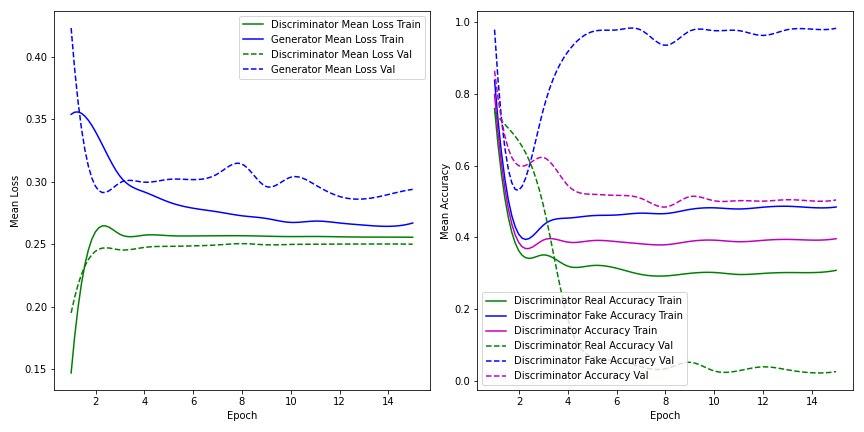 Discriminator Mean Loss Train
Generator Mean Loss Train
Discriminator Mean Loss Val
Generator Mean Loss Val
0.40
0.35
0.30
0.25
0.20
0.15
Mean Loss
2 4 6 8 10 12 14
Epoch
1.0
0.8
0.6
0.4
0.2
0.0
Mean Accuracy
Discriminator Real Accuracy Train
Discriminator Fake Accuracy Train
Discriminator Accuracy Train
Discriminator Real Accuracy Val
Discriminator Fake Accuracy Val
Discriminator Accuracy Val
2 4 6 8 10 12 14
Epoch